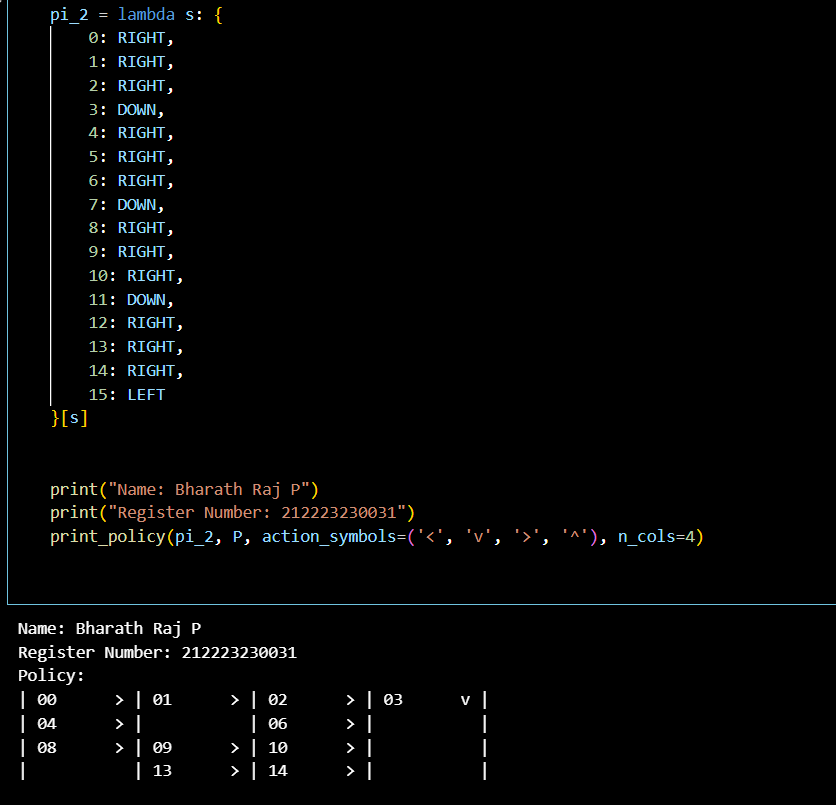 pi_2 = lambda s: {
    0: RIGHT,
    1: RIGHT,
    2: RIGHT,
    3: DOWN,
    4: RIGHT,
    5: RIGHT,
    6: RIGHT,
    7: DOWN,
    8: RIGHT,
    9: RIGHT,
    10: RIGHT,
    11: DOWN,
    12: RIGHT,
    13: RIGHT,
    14: RIGHT,
    15: LEFT
}[s]
print("Name: Bharath Raj P")
print("Register Number: 212223230031")
print_policy(pi_2, P, action_symbols=('<', 'v', '>', '^'), n_cols=4)
Name: Bharath Raj P
Register Number: 212223230031
Policy:
| 00      > | 01      > | 02      > | 03      v |
| 04      > |           | 06      > |           |
| 08      > | 09      > | 10      > |           |
|           | 13      > | 14      > |           |